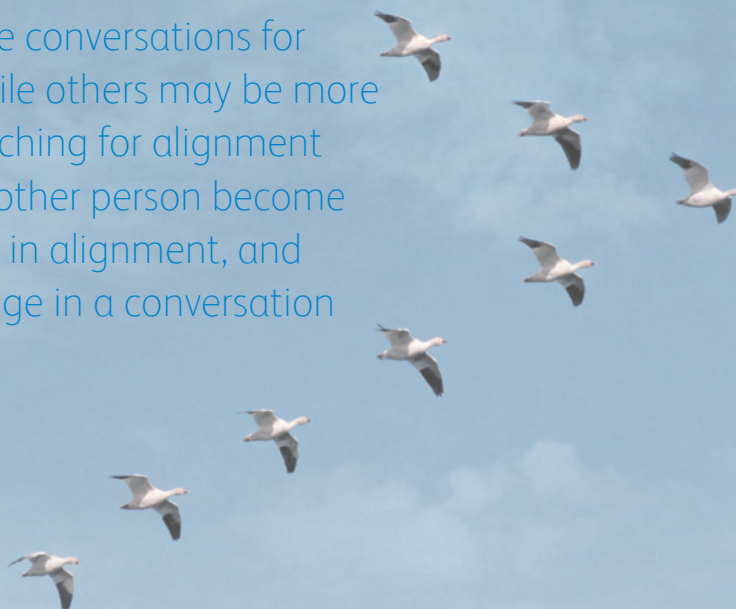 e conversations for
ile others may be more
ching for alignment
other person become
in alignment, and
ge in a conversation